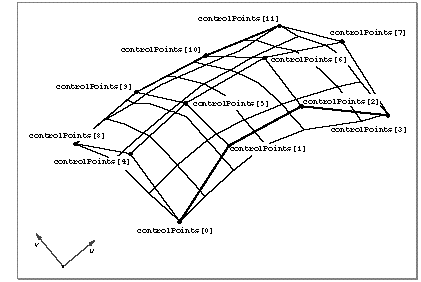 controlPoints[11]
controlPoints[7]
controlPoints[10]
controlPoints[6]
controlPoints[9]
controlPoints[5]
controlPoints[2]
controlPoints[3]
controlPoints[8]
controlPoints[1]
controlPoints[4]
controlPoints[0]
v
u